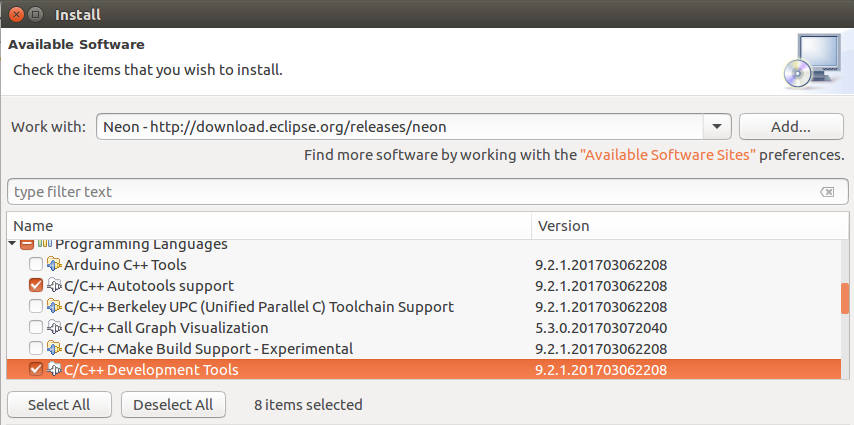 Install
Available Software
Check the items that you wish to install.
Work with: Neon - http://download.eclipse.org/releases/neon Add...
Find more software by working with the "Available Software Sites" preferences.
type filter text
Name Version
Programming Languages
Arduino C++ Tools 9.2.1.201703062208
C/C++ Autotools support 9.2.1.201703062208
C/C++ Berkeley UPC (Unified Parallel C) Toolchain Support 9.2.1.201703062208
C/C++ Call Graph Visualization 5.3.0.201703072040
C/C++ CMake Build Support - Experimental 9.2.1.201703062208
C/C++ Development Tools 9.2.1.201703062208
Select All Deselect All 8 items selected